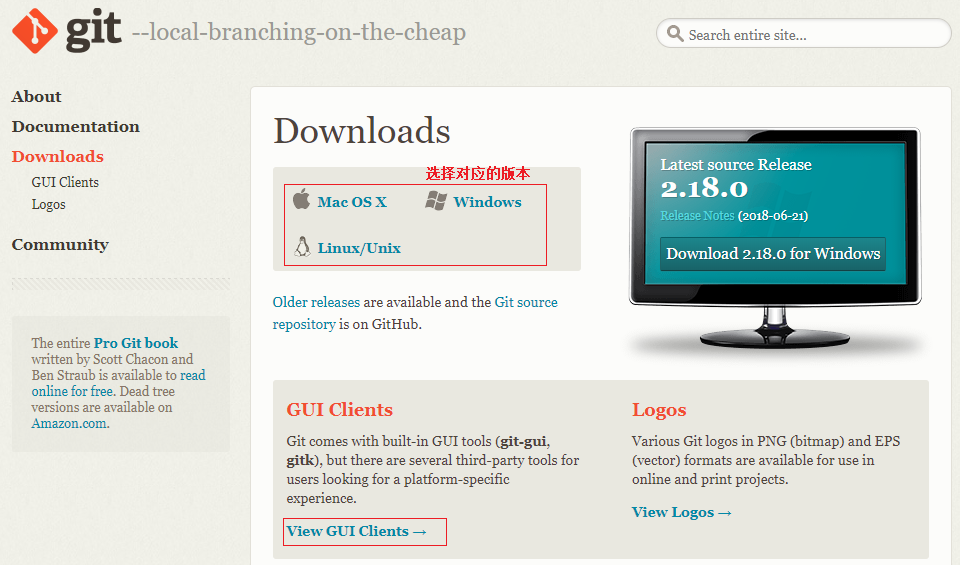 git --local-branching-on-the-cheap
Search entire site...
About
Documentation
Downloads
GUI Clients
Logos
Community
The entire Pro Git book
written by Scott Chacon and
Ben Straub is available to read
online for free. Dead tree
versions are available on
Amazon.com.
Downloads
选择对应的版本
Mac OS X
Windows
Linux/Unix
Older releases are available and the Git source
repository is on GitHub.
Latest source Release
2.18.0
Release Notes (2018-06-21)
Download 2.18.0 for Windows
GUI Clients
Git comes with built-in GUI tools (git-gui,
gitk), but there are several third-party tools for
users looking for a platform-specific
experience.
View GUI Clients →
Logos
Various Git logos in PNG (bitmap) and EPS
(vector) formats are available for use in
online and print projects.
View Logos →